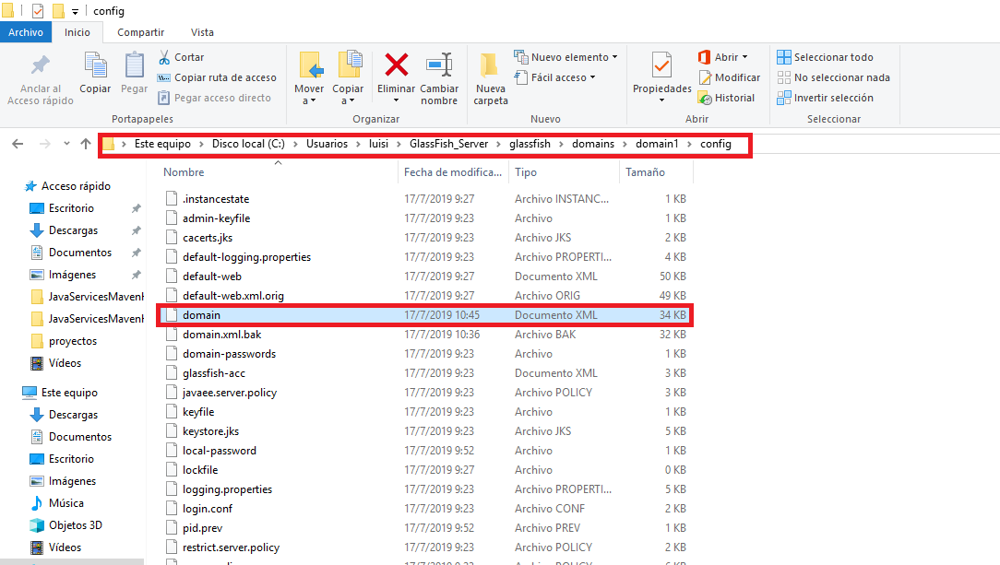 config
Archivo Inicio Compartir Vista
Anclar al Acceso rápido
Copiar
Pegar
Cortar
Copiar ruta de acceso
Pegar acceso directo
Portapapeles
Mover a
Copiar a
Eliminar
Cambiar nombre
Organizar
Nueva carpeta
Nuevo elemento
Fácil acceso
Nuevo
Propiedades
Abrir
Modificar
Historial
Abrir
Seleccionar todo
No seleccionar nada
Invertir selección
Seleccionar
Este equipo > Disco local (C:) > Usuarios > luisi > GlassFish_Server > glassfish > domains > domain1 > config
Acceso rápido
Escritorio
Descargas
Documentos
Imágenes
JavaServicesMaven
JavaServicesMaven
proyectos
Vídeos
Este equipo
Descargas
Documentos
Escritorio
Imágenes
Música
Objetos 3D
Vídeos
Nombre Fecha de modifica... Tipo Tamaño
.instancestate 17/7/2019 9:27 Archivo INSTANC... 1 KB
admin-keyfile 17/7/2019 9:23 Archivo 1 KB
cacerts.jks 17/7/2019 9:23 Archivo JKS 2 KB
default-logging.properties 17/7/2019 9:23 Archivo PROPERTI... 4 KB
default-web 17/7/2019 9:27 Documento XML 50 KB
default-web.xml.orig 17/7/2019 9:27 Archivo ORIG 49 KB
domain 17/7/2019 10:45 Documento XML 34 KB
domain.xml.bak 17/7/2019 10:36 Archivo BAK 32 KB
domain-passwords 17/7/2019 9:23 Archivo 1 KB
glassfish-acc 17/7/2019 9:23 Documento XML 3 KB
javaee.server.policy 17/7/2019 9:23 Archivo POLICY 3 KB
keyfile 17/7/2019 9:23 Archivo 1 KB
keystore.jks 17/7/2019 9:23 Archivo JKS 5 KB
local-password 17/7/2019 9:52 Archivo 1 KB
lockfile 17/7/2019 9:27 Archivo 0 KB
logging.properties 17/7/2019 9:23 Archivo PROPERTI... 5 KB
login.conf 17/7/2019 9:23 Archivo CONF 2 KB
pid.prev 17/7/2019 9:52 Archivo PREV 1 KB
restrict.server.policy 17/7/2019 9:23 Archivo POLICY 3 KB